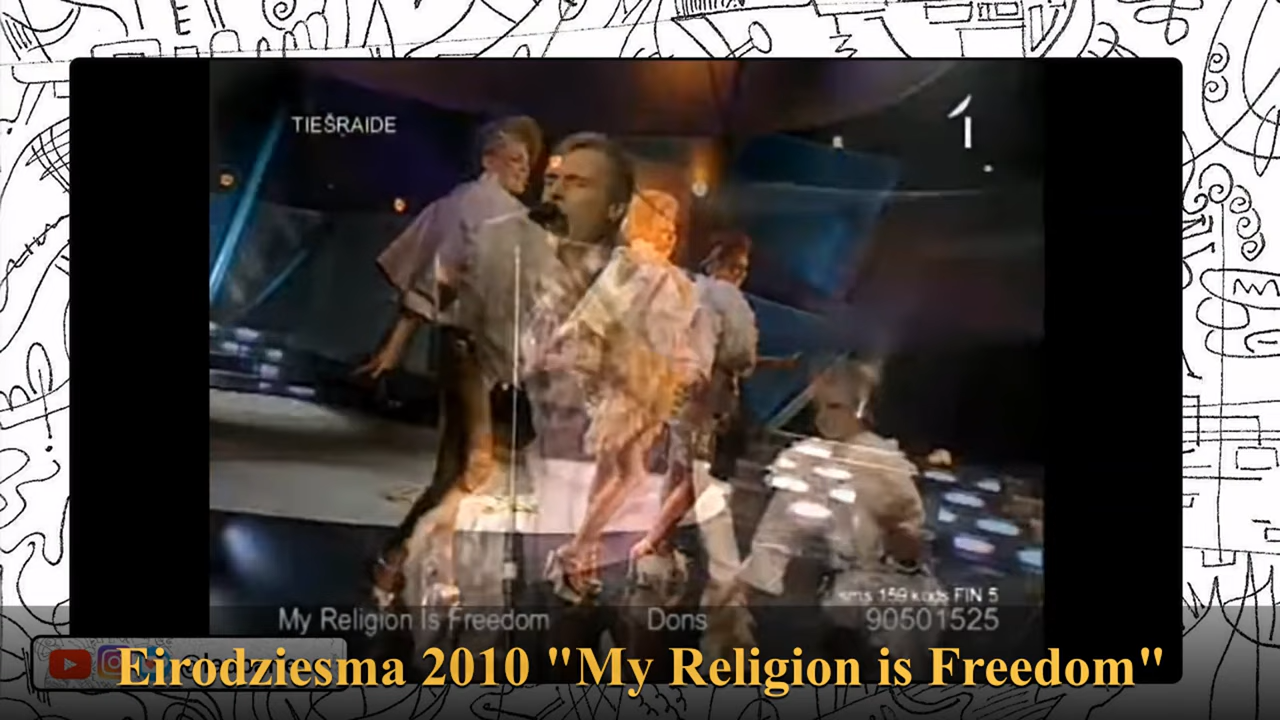 TIEŠRAIDE
1
sms 159 kods FIN 5
My Religion Is Freedom Dons 90501525
Eirodziesma 2010 "My Religion is Freedom"